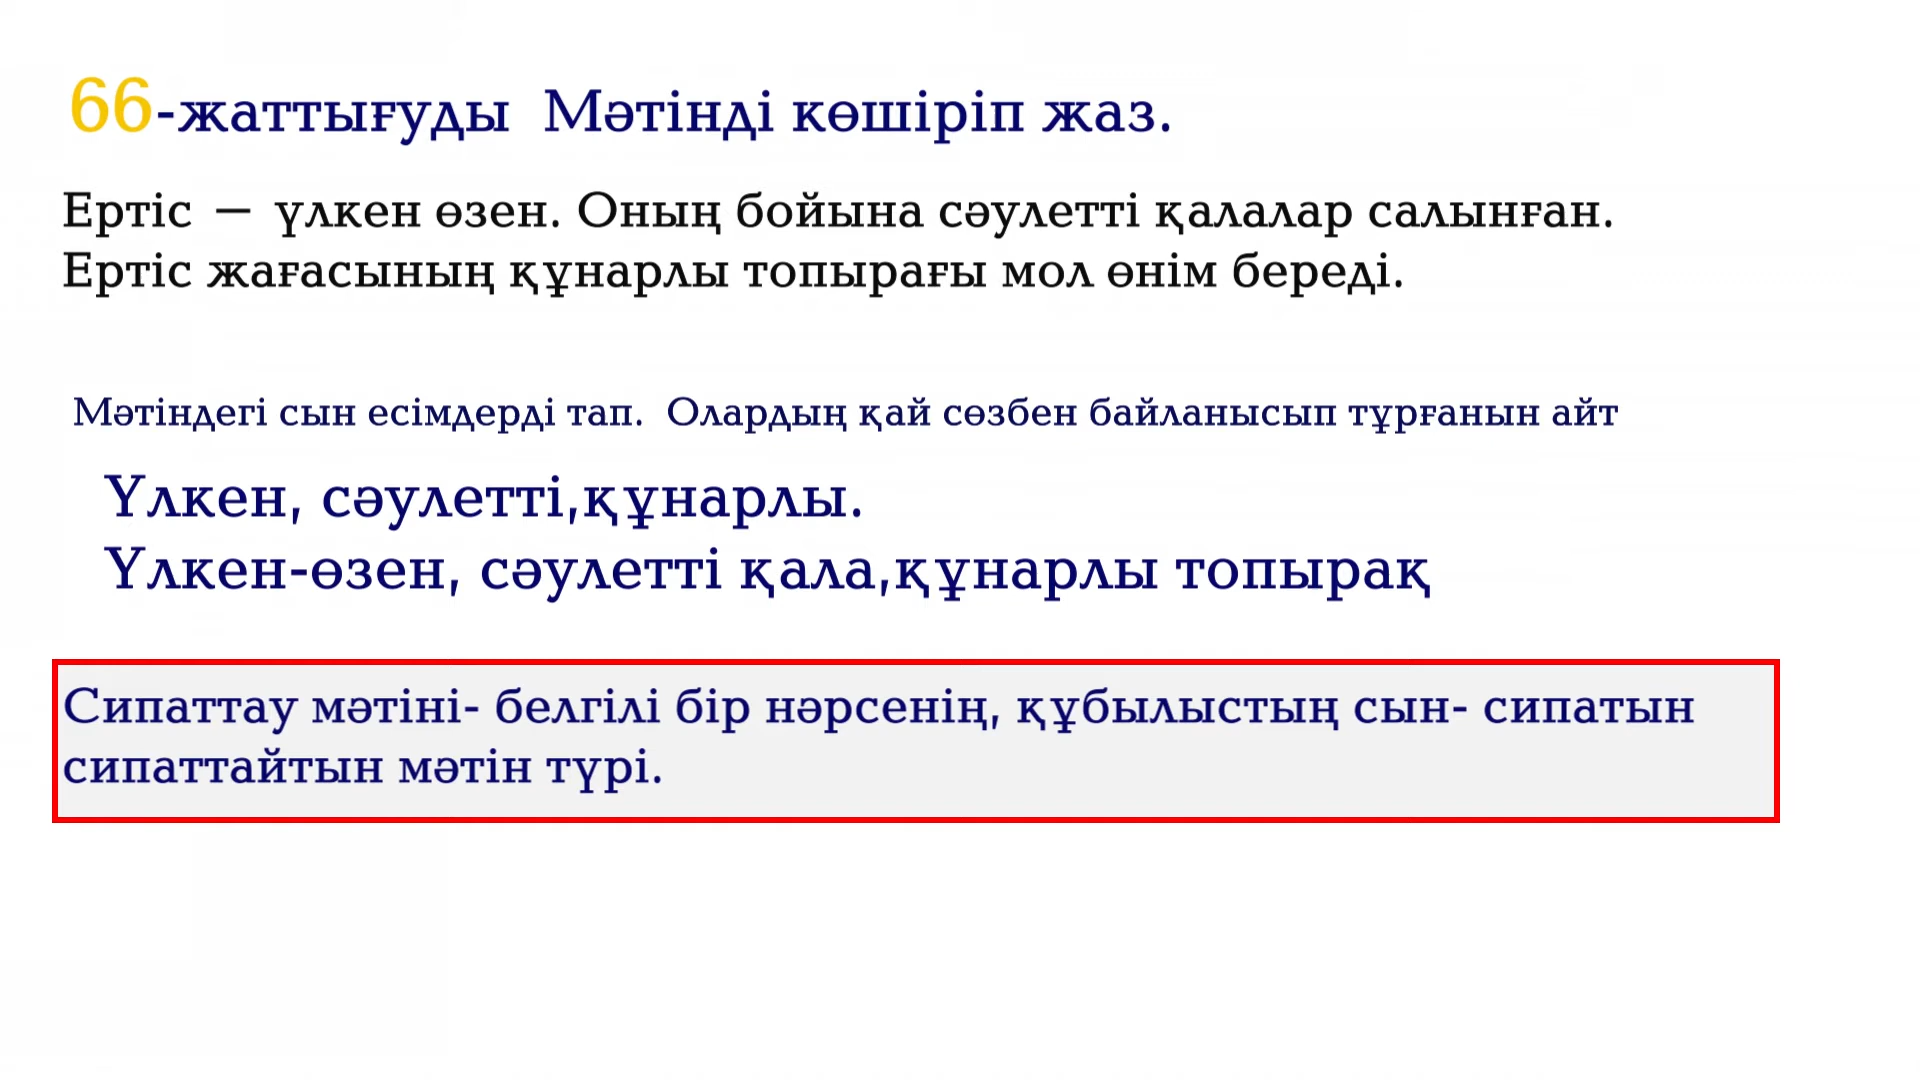 66-жаттығуды Мәтінді көшіріп жаз.
Ертіс — үлкен өзен. Оның бойына сәулетті қалалар салынған.
Ертіс жағасының құнарлы топырағы мол өнім береді.
Мәтіндегі сын есімдерді тап. Олардың қай сөзбен байланысып тұрғанын айт
Үлкен, сәулетті,құнарлы.
Үлкен-өзен, сәулетті қала,құнарлы топырақ
Сипаттау мәтіні- белгілі бір нәрсенің, құбылыстың сын- сипатын
сипаттайтын мәтін түрі.